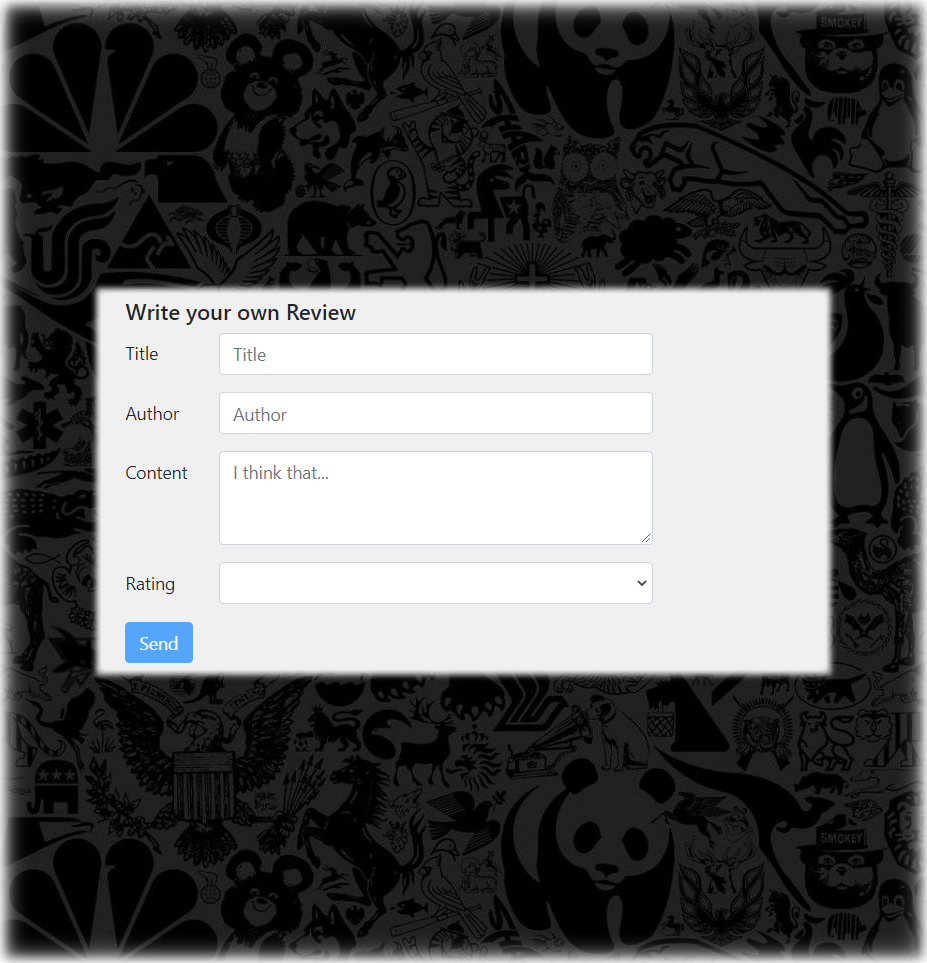 SMOKEY
Write your own Review
Title
Title
Author
Author
Content
I think that...
Rating
Send
SMOKEY